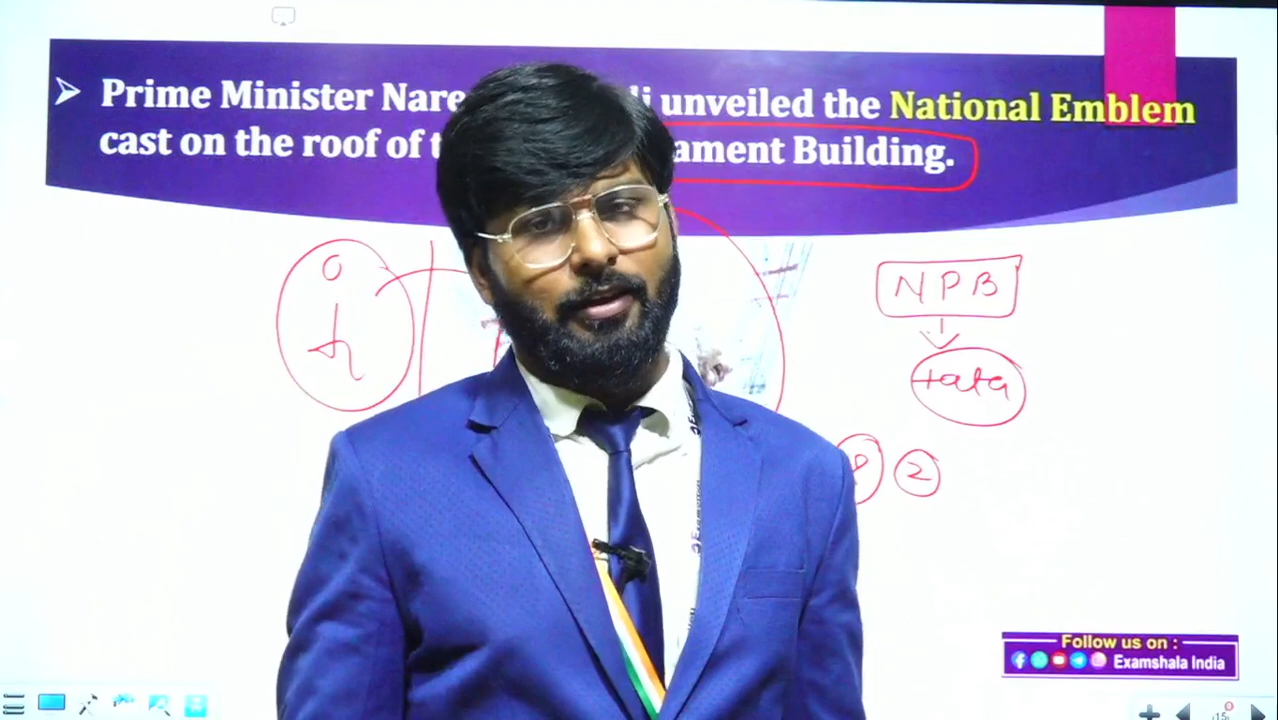 Prime Minister Nare unveiled the National Emblem
cast on the roof of ament Building.
NPB
tata
2
Follow us on :
Examshala India
15